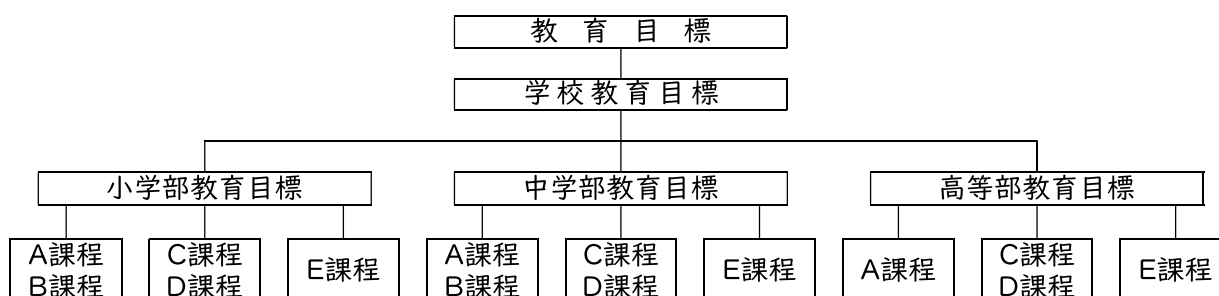 教育目標
学校教育目標
小学部教育目標
中学部教育目標
高等部教育目標
A課程
B課程
C課程
D課程
E課程
A課程
B課程
C課程
D課程
E課程
A課程
C課程
D課程
E課程